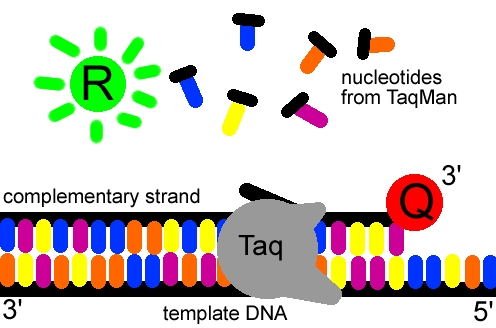 R
nucleotides
from TaqMan
3'
Q
complementary strand
Taq
3'
template DNA
5'